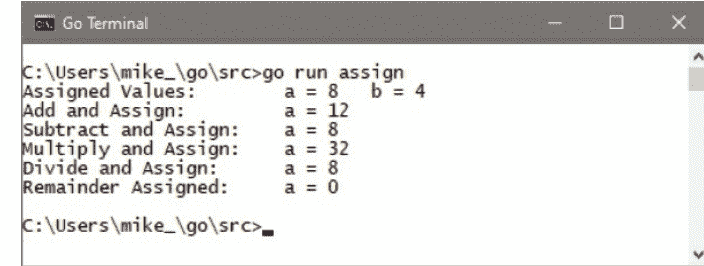 Go Terminal
C:\Users\mike_\go\src>go run assign
Assigned Values: a = 8 b = 4
Add and Assign: a = 12
Subtract and Assign: a = 8
Multiply and Assign: a = 32
Divide and Assign: a = 8
Remainder Assigned: a = 0
C:\Users\mike_\go\src>